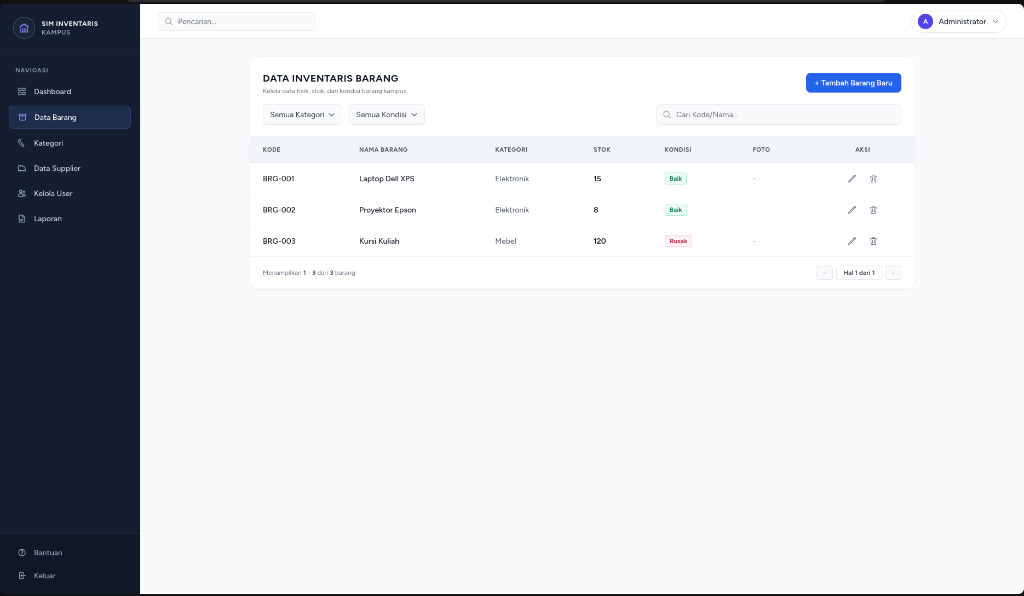 SIM INVENTARIS
KAMPUS
NAVIGASI
Dashboard
Data Barang
Kategori
Data Supplier
Kelola User
Laporan
Bantuan
Keluar
Pencarian...
A Administrator
DATA INVENTARIS BARANG
Kelola data fisik, stok, dan kondisi barang kampus.
+ Tambah Barang Baru
Semua Kategori Semua Kondisi Cari Kode/Nama...
KODE NAMA BARANG KATEGORI STOK KONDISI FOTO AKSI
BRG-001 Laptop Dell XPS Elektronik 15 Baik -
BRG-002 Proyektor Epson Elektronik 8 Baik -
BRG-003 Kursi Kuliah Mebel 120 Rusak -
Menampilkan 1 - 3 dari 3 barang Hal 1 dari 1